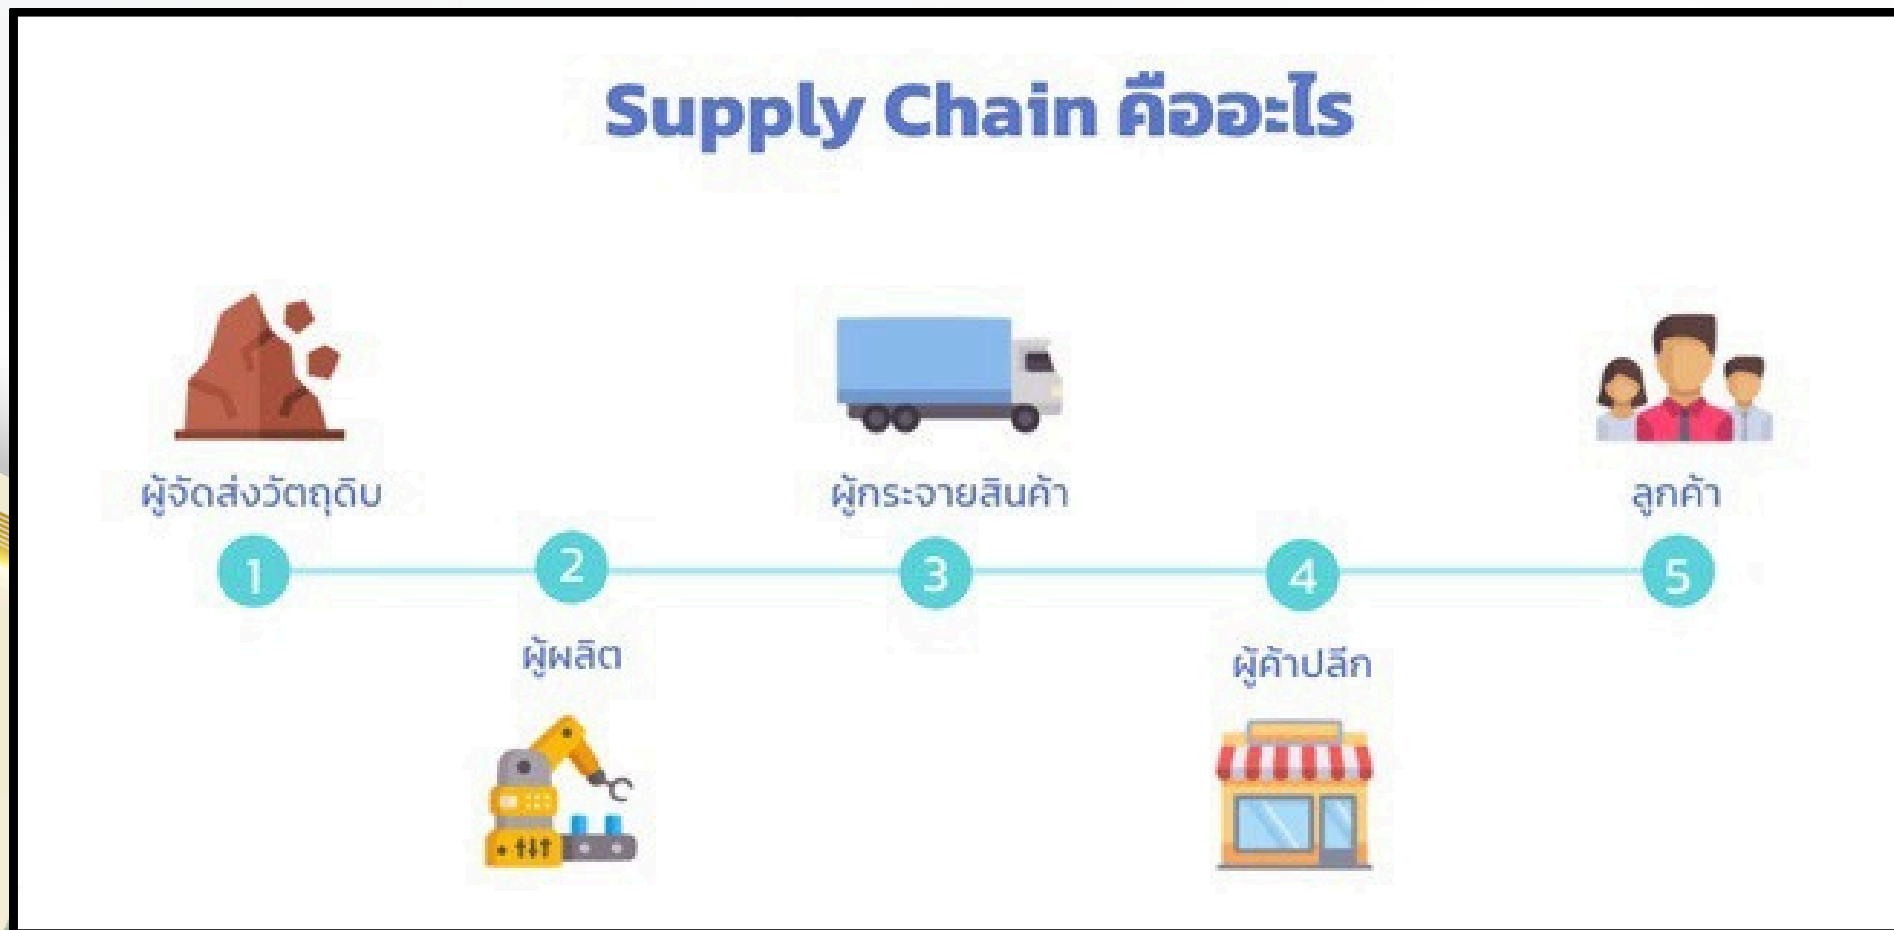 Supply Chain คืออะไร
ผู้จัดส่งวัตถุดิบ
1
2
ผู้ผลิต
ผู้กระจายสินค้า
3
4
ผู้ค้าปลีก
ลูกค้า
5